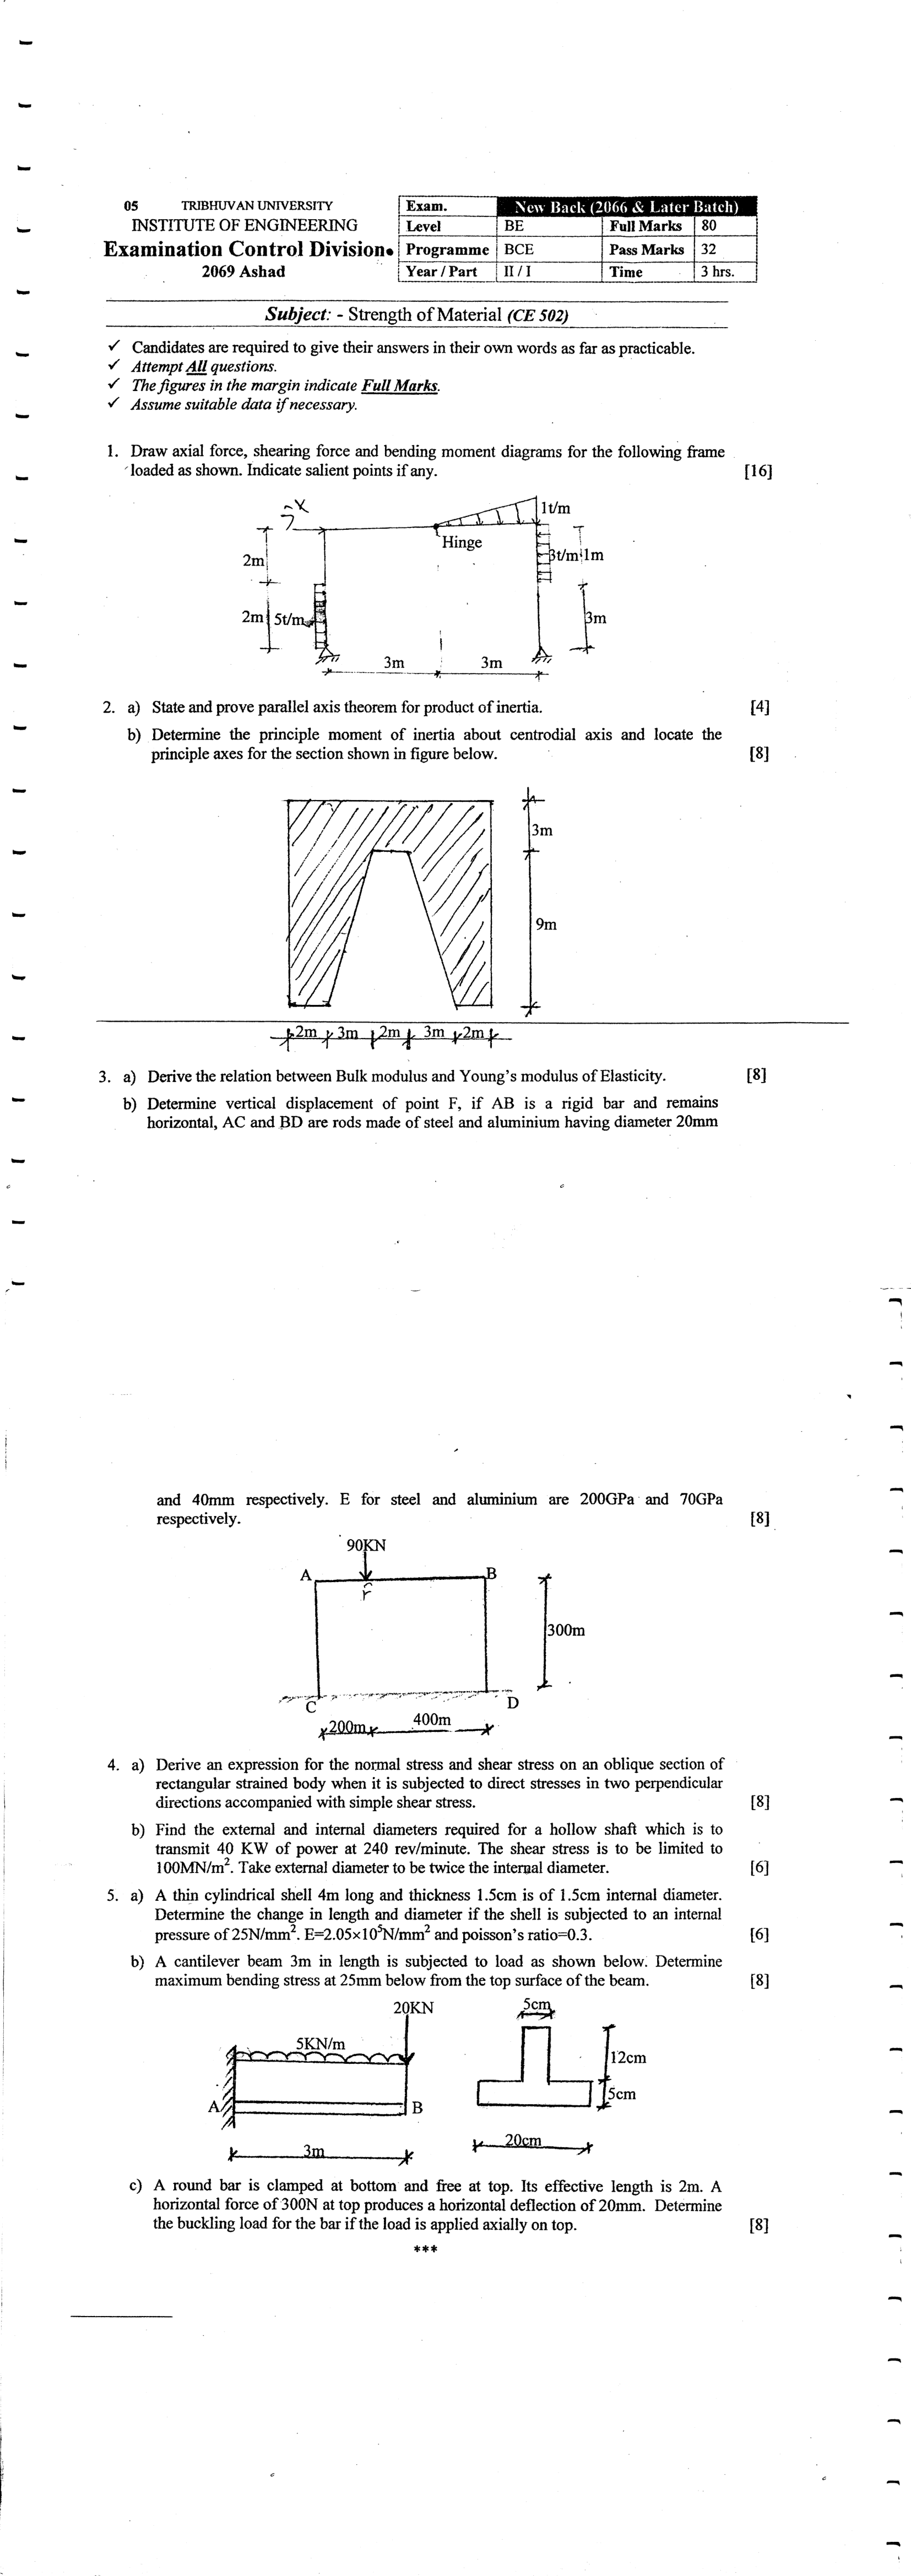 05 TRIBHUVAN UNIVERSITY
INSTITUTE OF ENGINEERING
Examination Control Division
2069 Ashad
Exam. New Back (2066 & Later Batch)
Level BE Full Marks 80
Programme BCE Pass Marks 32
Year / Part II / I Time 3 hrs.
Subject: - Strength of Material (CE 502)
✓ Candidates are required to give their answers in their own words as far as practicable.
✓ Attempt All questions.
✓ The figures in the margin indicate Full Marks.
✓ Assume suitable data if necessary.
1. Draw axial force, shearing force and bending moment diagrams for the following frame
loaded as shown. Indicate salient points if any. [16]
1t/m
Hinge
2m
3t/m 1m
2m 5t/m
3m
3m 3m
2. a) State and prove parallel axis theorem for product of inertia. [4]
b) Determine the principle moment of inertia about centrodial axis and locate the
principle axes for the section shown in figure below. [8]
3m
9m
2m 3m 2m 3m 2m
3. a) Derive the relation between Bulk modulus and Young's modulus of Elasticity. [8]
b) Determine vertical displacement of point F, if AB is a rigid bar and remains
horizontal, AC and BD are rods made of steel and aluminium having diameter 20mm
and 40mm respectively. E for steel and aluminium are 200GPa and 70GPa
respectively. [8]
90KN
A B
F
300m
C D
200m 400m
4. a) Derive an expression for the normal stress and shear stress on an oblique section of
rectangular strained body when it is subjected to direct stresses in two perpendicular
directions accompanied with simple shear stress. [8]
b) Find the external and internal diameters required for a hollow shaft which is to
transmit 40 KW of power at 240 rev/minute. The shear stress is to be limited to
100MN/m². Take external diameter to be twice the internal diameter. [6]
5. a) A thin cylindrical shell 4m long and thickness 1.5cm is of 1.5cm internal diameter.
Determine the change in length and diameter if the shell is subjected to an internal
pressure of 25N/mm². E=2.05×10⁵N/mm² and poisson's ratio=0.3. [6]
b) A cantilever beam 3m in length is subjected to load as shown below. Determine
maximum bending stress at 25mm below from the top surface of the beam. [8]
20KN 5cm
5KN/m
12cm
5cm
A B
3m 20cm
c) A round bar is clamped at bottom and free at top. Its effective length is 2m. A
horizontal force of 300N at top produces a horizontal deflection of 20mm. Determine
the buckling load for the bar if the load is applied axially on top. [8]
***